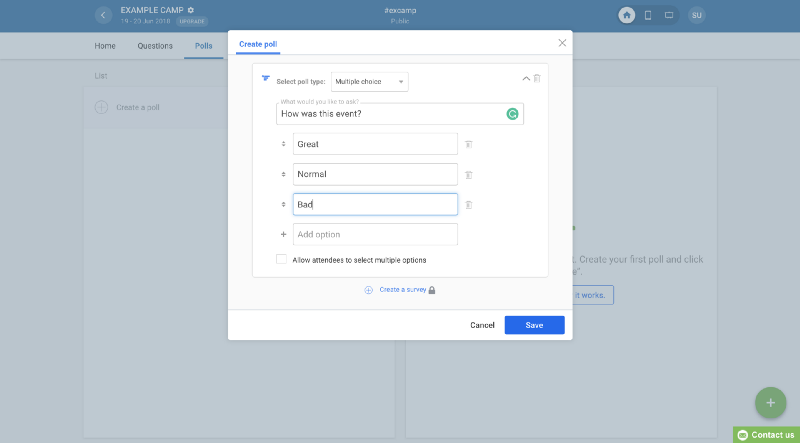 EXAMPLE CAMP
19 - 20 Jun 2018 UPGRADE
#excamp
Public
SU
Home Questions Polls
List
Create a poll
Create poll
Select poll type: Multiple choice
What would you like to ask?
How was this event?
Great
Normal
Bad
Add option
Allow attendees to select multiple options
Create a survey
Cancel Save
t. Create your first poll and click
e".
it works.
Contact us